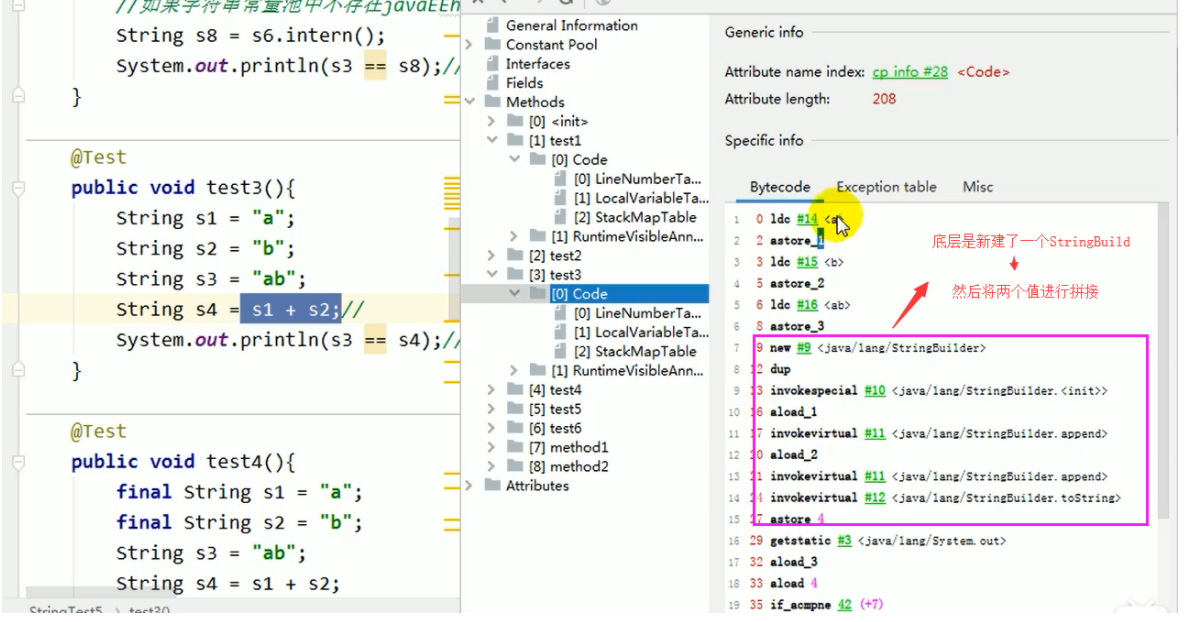 //如果字符串常量池中不存在javaEEh
String s8 = s6.intern();
System.out.println(s3 == s8);//
}
@Test
public void test3(){
String s1 = "a";
String s2 = "b";
String s3 = "ab";
String s4 = s1 + s2;//
System.out.println(s3 == s4);//
}
@Test
public void test4(){
final String s1 = "a";
final String s2 = "b";
String s3 = "ab";
String s4 = s1 + s2;
StringTest5 › test3()
General Information
Constant Pool
Interfaces
Fields
Methods
[0] <init>
[1] test1
[0] Code
[0] LineNumberTa...
[1] LocalVariableTa...
[2] StackMapTable
[1] RuntimeVisibleAnn...
[2] test2
[3] test3
[0] Code
[0] LineNumberTa...
[1] LocalVariableTa...
[2] StackMapTable
[1] RuntimeVisibleAnn...
[4] test4
[5] test5
[6] test6
[7] method1
[8] method2
Attributes
Generic info
Attribute name index: cp info #28 <Code>
Attribute length: 208
Specific info
Bytecode Exception table Misc
1 0 ldc #14 <a>
2 2 astore_1
3 3 ldc #15 <b>
4 5 astore_2
5 6 ldc #16 <ab>
6 8 astore_3
7 9 new #9 <java/lang/StringBuilder>
8 12 dup
9 13 invokespecial #10 <java/lang/StringBuilder.<init>>
10 16 aload_1
11 17 invokevirtual #11 <java/lang/StringBuilder.append>
12 20 aload_2
13 21 invokevirtual #11 <java/lang/StringBuilder.append>
14 24 invokevirtual #12 <java/lang/StringBuilder.toString>
15 27 astore 4
16 29 getstatic #3 <java/lang/System.out>
17 32 aload_3
18 33 aload 4
19 35 if_acmpne 42 (+7)
底层是新建了一个StringBuild
然后将两个值进行拼接